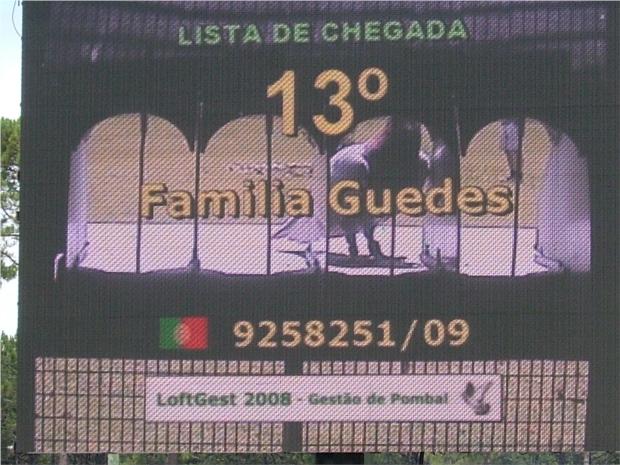 LISTA DE CHEGADA
13º
Familia Guedes
9258251/09
LoftGest 2008 - Gestão de Pombal